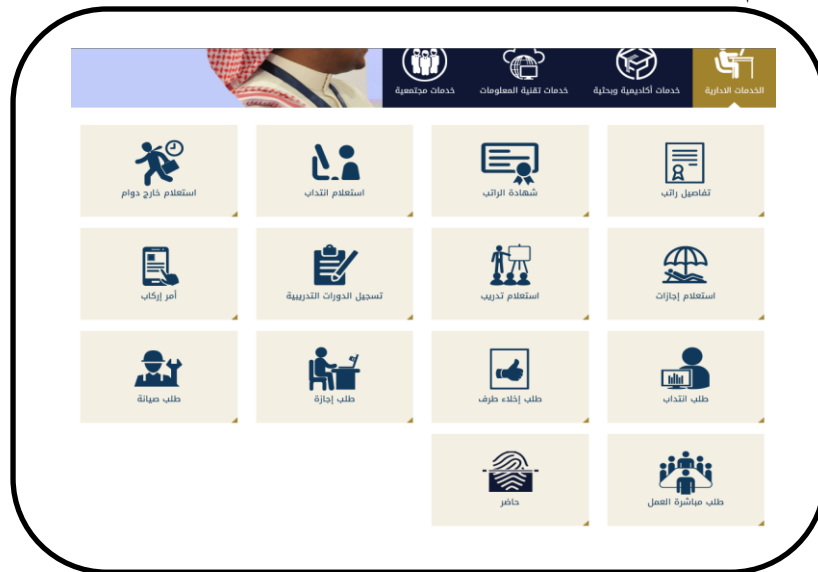 الخدمات الادارية
خدمات أكاديمية وبحثية
خدمات تقنية المعلومات
خدمات مجتمعية
تفاصيل راتب
شهادة الراتب
استعلام انتداب
استعلام خارج دوام
استعلام إجازات
استعلام تدريب
تسجيل الدورات التدريبية
أمر إركاب
طلب انتداب
طلب إخلاء طرف
طلب إجازة
طلب صيانة
طلب مباشرة العمل
حاضر